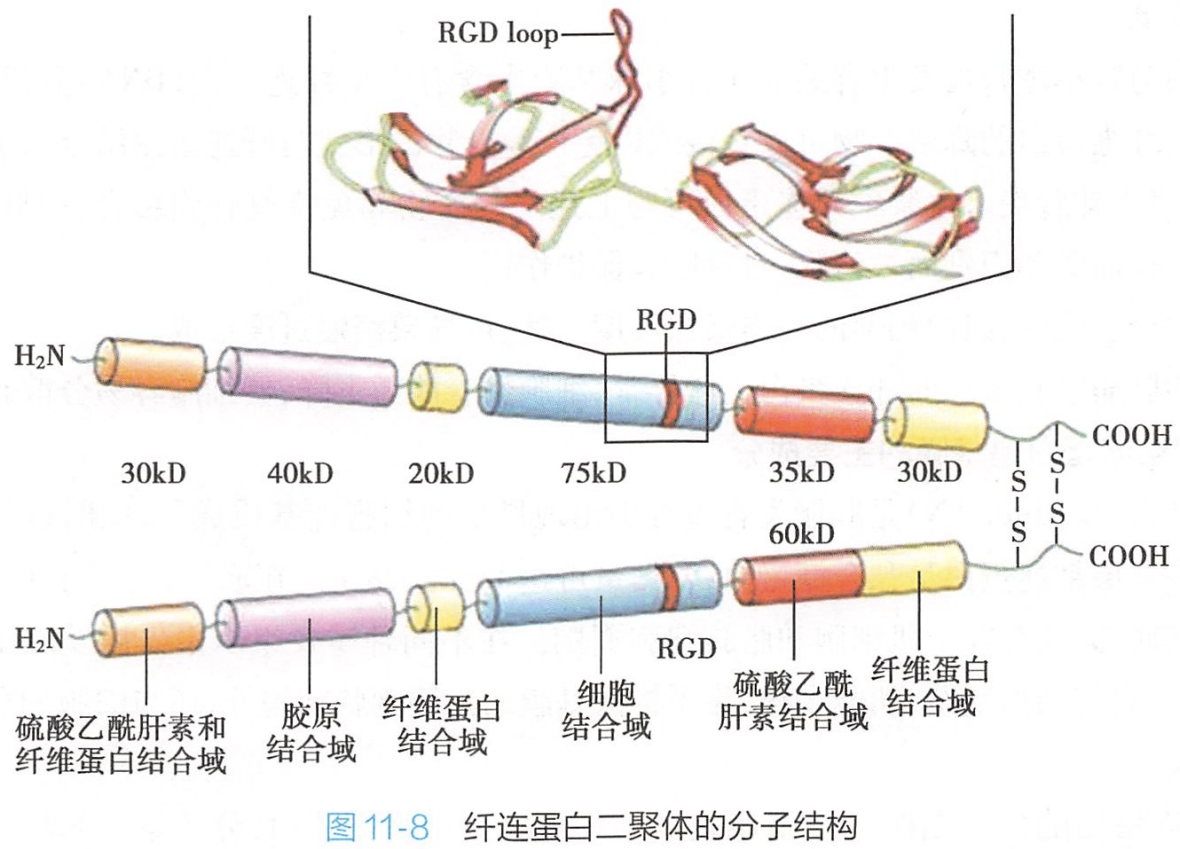 RGD loop
RGD
H₂N
COOH
30kD
40kD
20kD
75kD
35kD
30kD
S
S
S
S
60kD
H₂N
COOH
RGD
硫酸乙酰肝素和
纤维蛋白结合域
胶原
结合域
纤维蛋白
结合域
细胞
结合域
硫酸乙酰
肝素结合域
纤维蛋白
结合域
图 11-8 纤连蛋白二聚体的分子结构